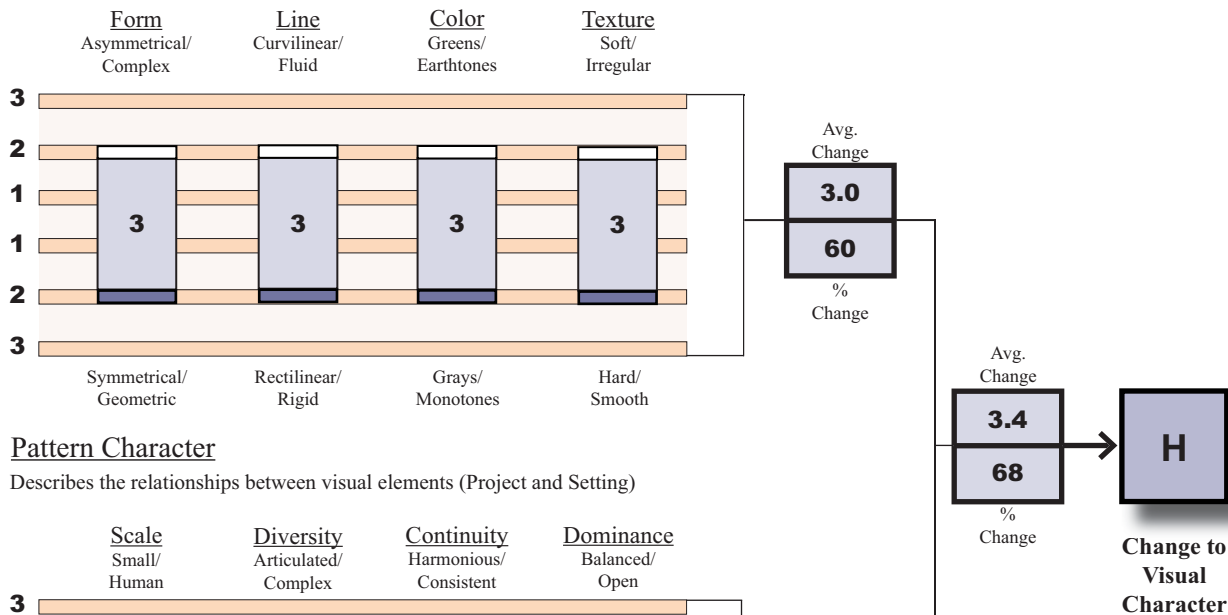 Form Line Color Texture
Asymmetrical/ Curvilinear/ Greens/ Soft/
Complex Fluid Earthtones Irregular
3
2
1
1
2
3
3 3 3 3
Symmetrical/ Rectilinear/ Grays/ Hard/
Geometric Rigid Monotones Smooth
Avg.
Change
3.0
60
%
Change
Pattern Character
Describes the relationships between visual elements (Project and Setting)
Scale Diversity Continuity Dominance
Small/ Articulated/ Harmonious/ Balanced/
Human Complex Consistent Open
3
Avg.
Change
3.4
68
%
Change
H
Change to
Visual
Character